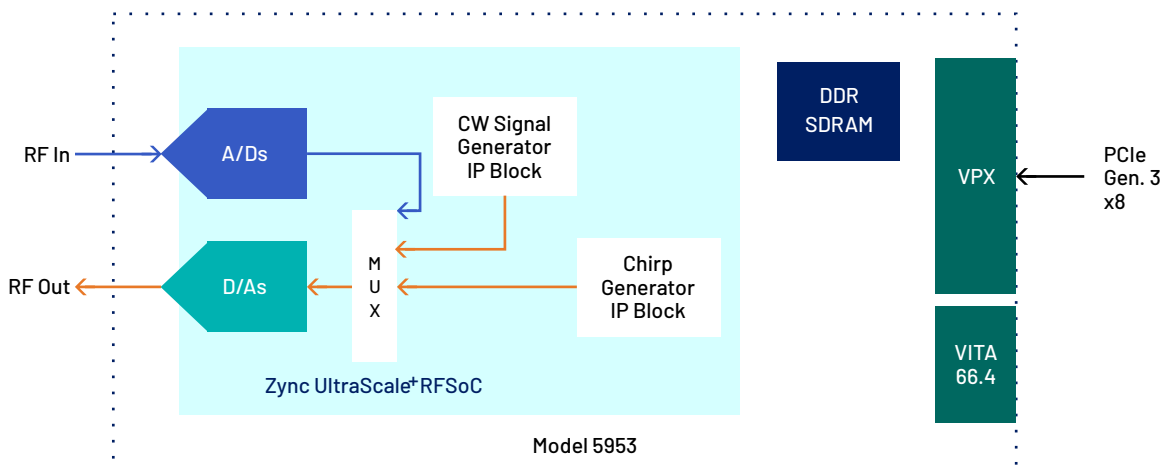 DDR
SDRAM
CW Signal
Generator
IP Block
RF In
A/Ds
VPX
PCIe
Gen. 3
x8
M
U
X
RF Out
D/As
Chirp
Generator
IP Block
VITA
66.4
Zync UltraScale+RFSoC
Model 5953